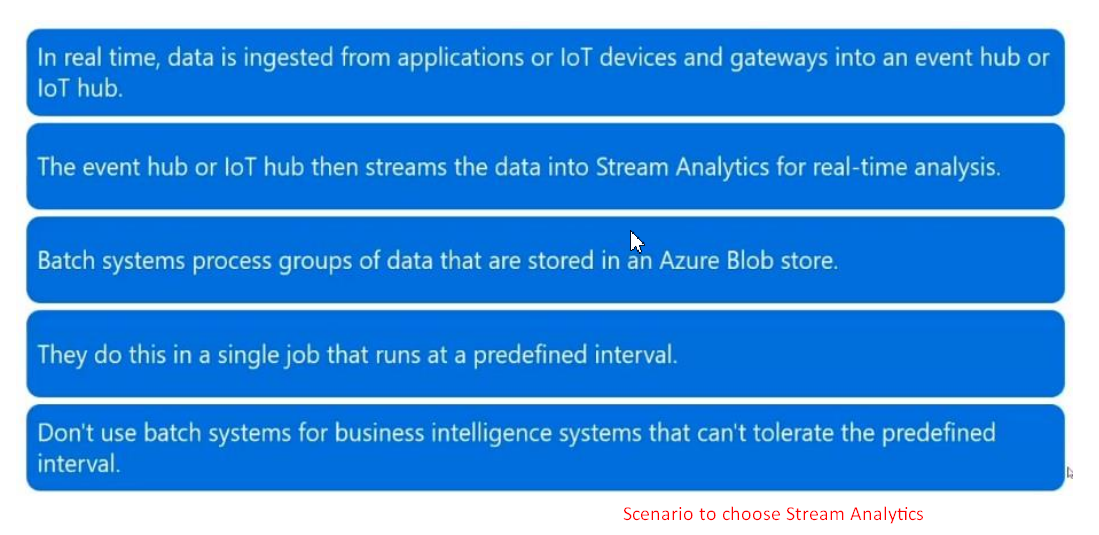 In real time, data is ingested from applications or IoT devices and gateways into an event hub or
IoT hub.
The event hub or IoT hub then streams the data into Stream Analytics for real-time analysis.
Batch systems process groups of data that are stored in an Azure Blob store.
They do this in a single job that runs at a predefined interval.
Don't use batch systems for business intelligence systems that can't tolerate the predefined
interval.
Scenario to choose Stream Analytics